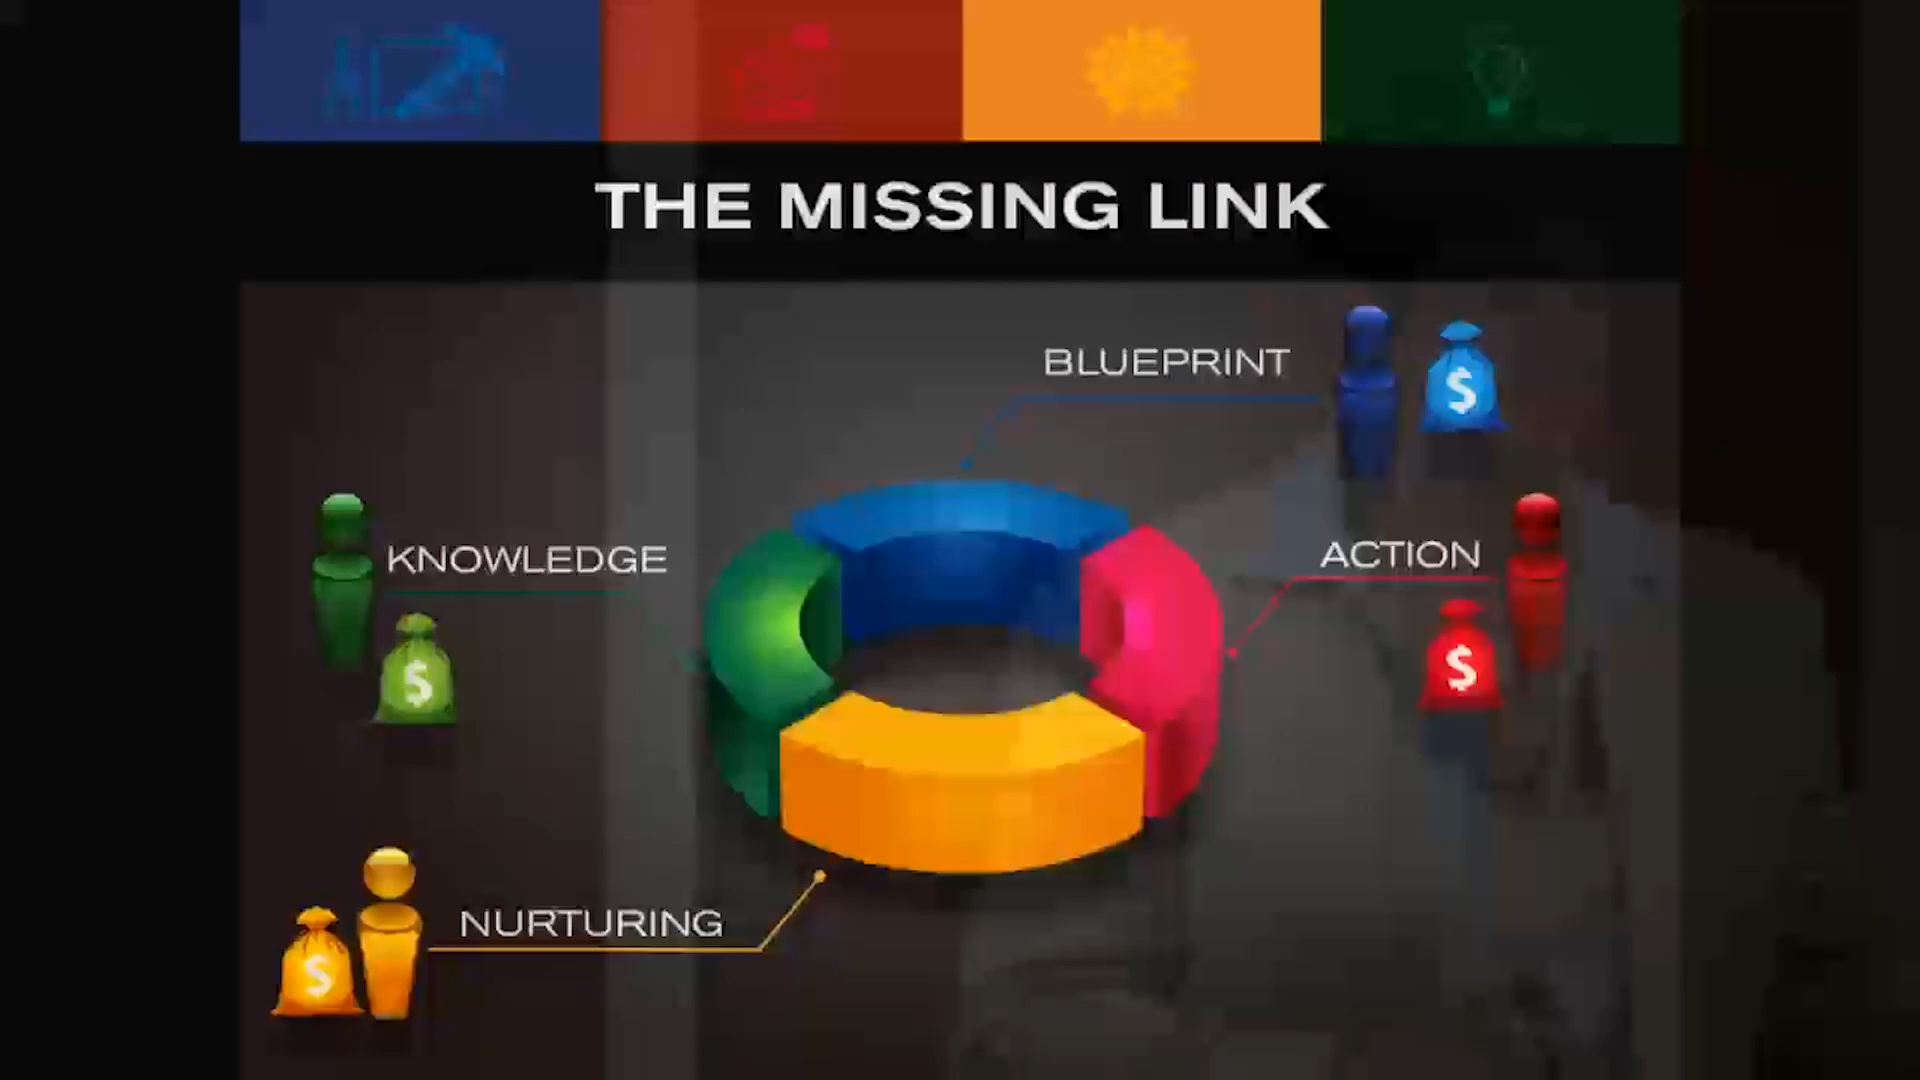 THE MISSING LINK
BLUEPRINT
$
KNOWLEDGE
ACTION
$
$
NURTURING
$